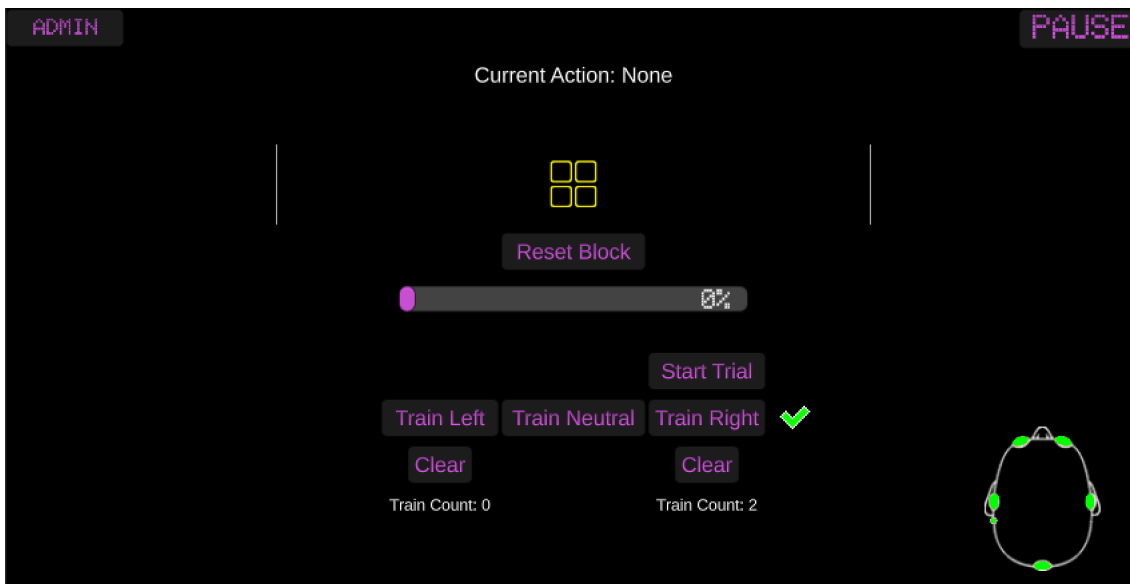 ADMIN
PAUSE
Current Action: None
Reset Block
0%
Start Trial
Train Left
Train Neutral
Train Right
Clear
Clear
Train Count: 0
Train Count: 2